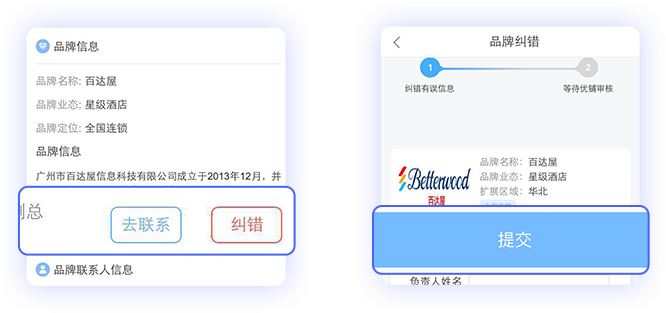 品牌信息
品牌名称: 百达屋
品牌业态: 星级酒店
品牌定位: 全国连锁
品牌信息
广州市百达屋信息科技有限公司成立于2013年12月，并
总
去联系
纠错
品牌联系人信息
品牌纠错
1
2
纠错有误信息
等待优铺审核
Betterwood
百达屋
品牌名称: 百达屋
品牌业态: 星级酒店
扩展区域: 华北
提交
负责人姓名